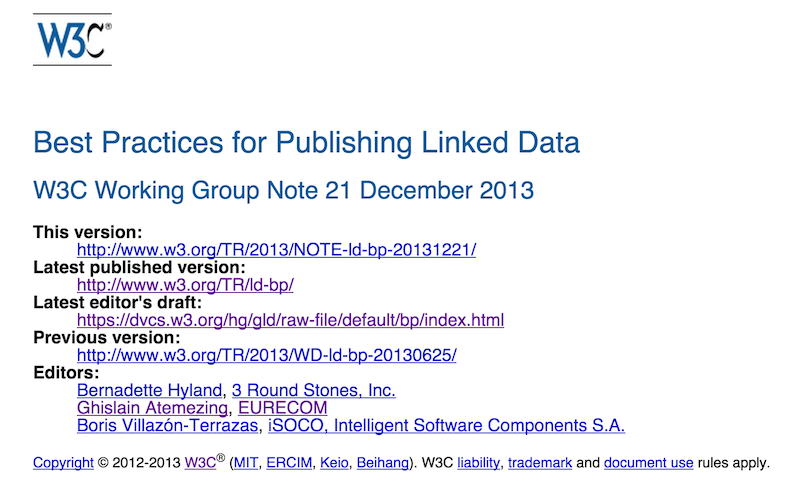 W3C®
Best Practices for Publishing Linked Data
W3C Working Group Note 21 December 2013
This version:
http://www.w3.org/TR/2013/NOTE-ld-bp-20131221/
Latest published version:
http://www.w3.org/TR/ld-bp/
Latest editor's draft:
https://dvcs.w3.org/hg/gld/raw-file/default/bp/index.html
Previous version:
http://www.w3.org/TR/2013/WD-ld-bp-20130625/
Editors:
Bernadette Hyland, 3 Round Stones, Inc.
Ghislain Atemezing, EURECOM
Boris Villazón-Terrazas, iSOCO, Intelligent Software Components S.A.
Copyright © 2012-2013 W3C® (MIT, ERCIM, Keio, Beihang). W3C liability, trademark and document use rules apply.